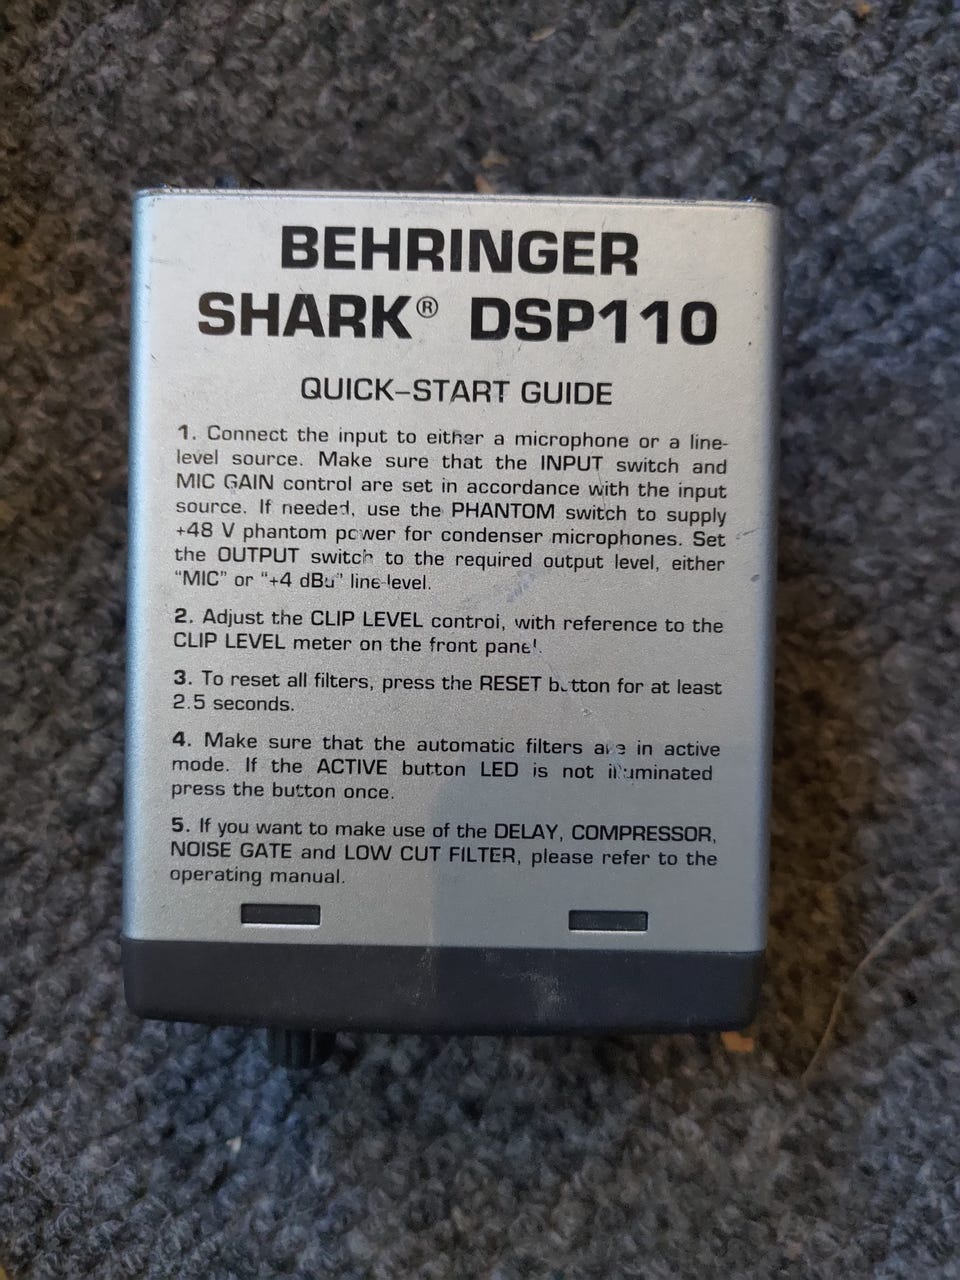 BEHRINGER
SHARK® DSP110
QUICK-START GUIDE
1. Connect the input to either a microphone or a line-
level source. Make sure that the INPUT switch and
MIC GAIN control are set in accordance with the input
source. If needed, use the PHANTOM switch to supply
+48 V phantom power for condenser microphones. Set
the OUTPUT switch to the required output level, either
“MIC” or “+4 dBu” line-level.
2. Adjust the CLIP LEVEL control, with reference to the
CLIP LEVEL meter on the front panel.
3. To reset all filters, press the RESET button for at least
2.5 seconds.
4. Make sure that the automatic filters are in active
mode. If the ACTIVE button LED is not illuminated
press the button once.
5. If you want to make use of the DELAY, COMPRESSOR,
NOISE GATE and LOW CUT FILTER, please refer to the
operating manual.